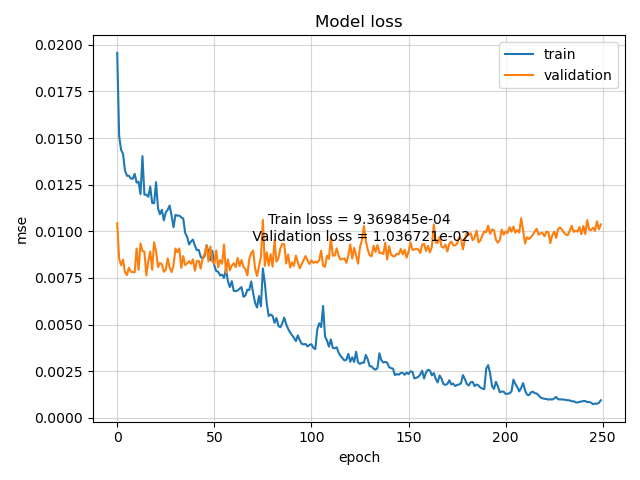 Model loss
train
validation
Train loss = 9.369845e-04
Validation loss = 1.036721e-02
mse
0.0200
0.0175
0.0150
0.0125
0.0100
0.0075
0.0050
0.0025
0.0000
0 50 100 150 200 250
epoch